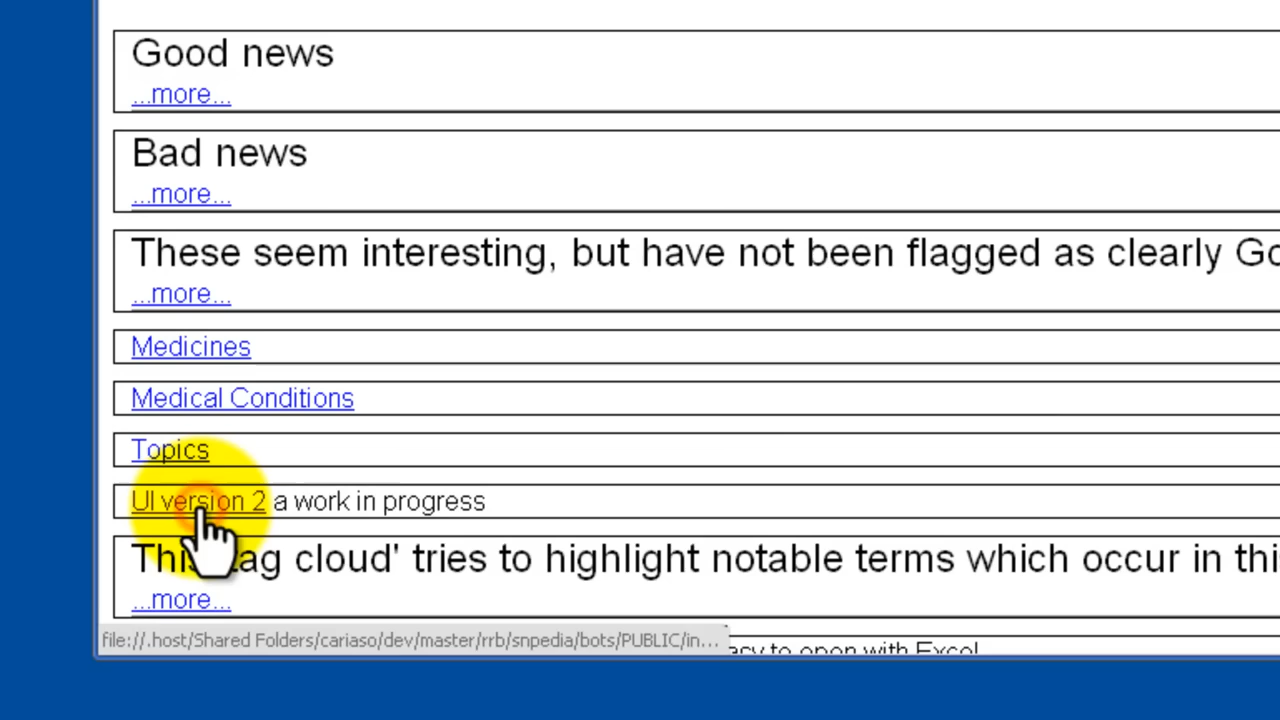 Good news
...more...
Bad news
...more...
These seem interesting, but have not been flagged as clearly Go
...more...
Medicines
Medical Conditions
Topics
UI version 2 a work in progress
tag cloud' tries to highlight notable terms which occur in thi
...more...
file://.host/Shared Folders/cariaso/dev/master/rrb/snpedia/bots/PUBLIC/in...
easy to open with Excel